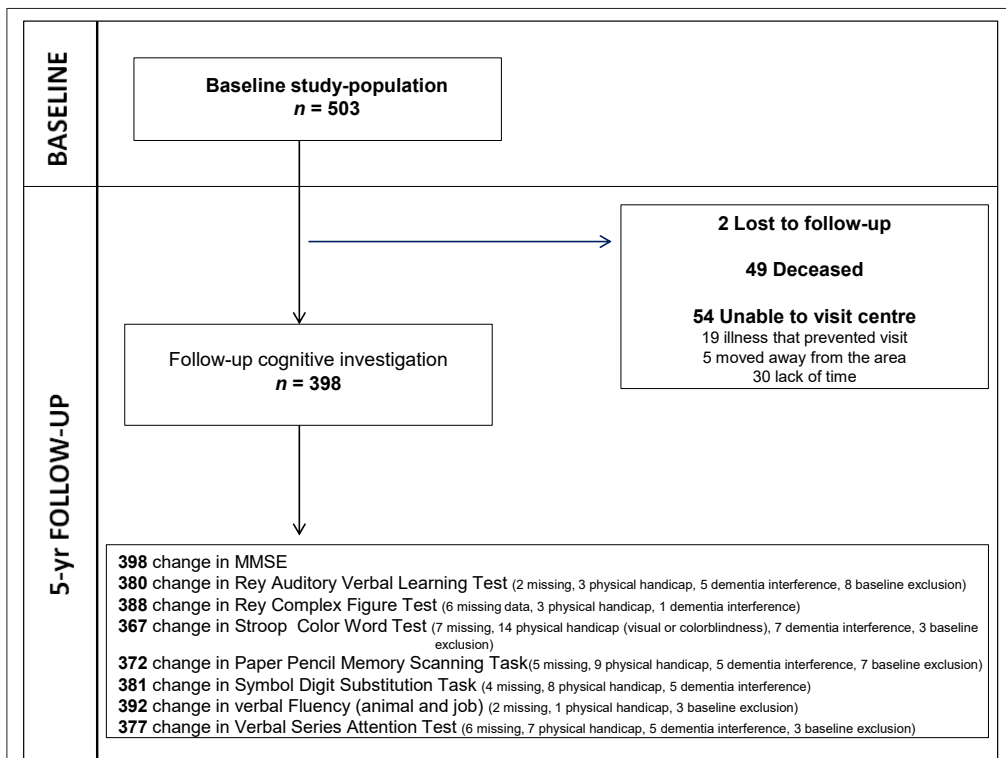 BASELINE
Baseline study-population
n = 503
5-yr FOLLOW-UP
2 Lost to follow-up
49 Deceased
54 Unable to visit centre
19 illness that prevented visit
5 moved away from the area
30 lack of time
Follow-up cognitive investigation
n = 398
398 change in MMSE
380 change in Rey Auditory Verbal Learning Test (2 missing, 3 physical handicap, 5 dementia interference, 8 baseline exclusion)
388 change in Rey Complex Figure Test (6 missing data, 3 physical handicap, 1 dementia interference)
367 change in Stroop Color Word Test (7 missing, 14 physical handicap (visual or colorblindness), 7 dementia interference, 3 baseline
exclusion)
372 change in Paper Pencil Memory Scanning Task(5 missing, 9 physical handicap, 5 dementia interference, 7 baseline exclusion)
381 change in Symbol Digit Substitution Task (4 missing, 8 physical handicap, 5 dementia interference)
392 change in verbal Fluency (animal and job) (2 missing, 1 physical handicap, 3 baseline exclusion)
377 change in Verbal Series Attention Test (6 missing, 7 physical handicap, 5 dementia interference, 3 baseline exclusion)